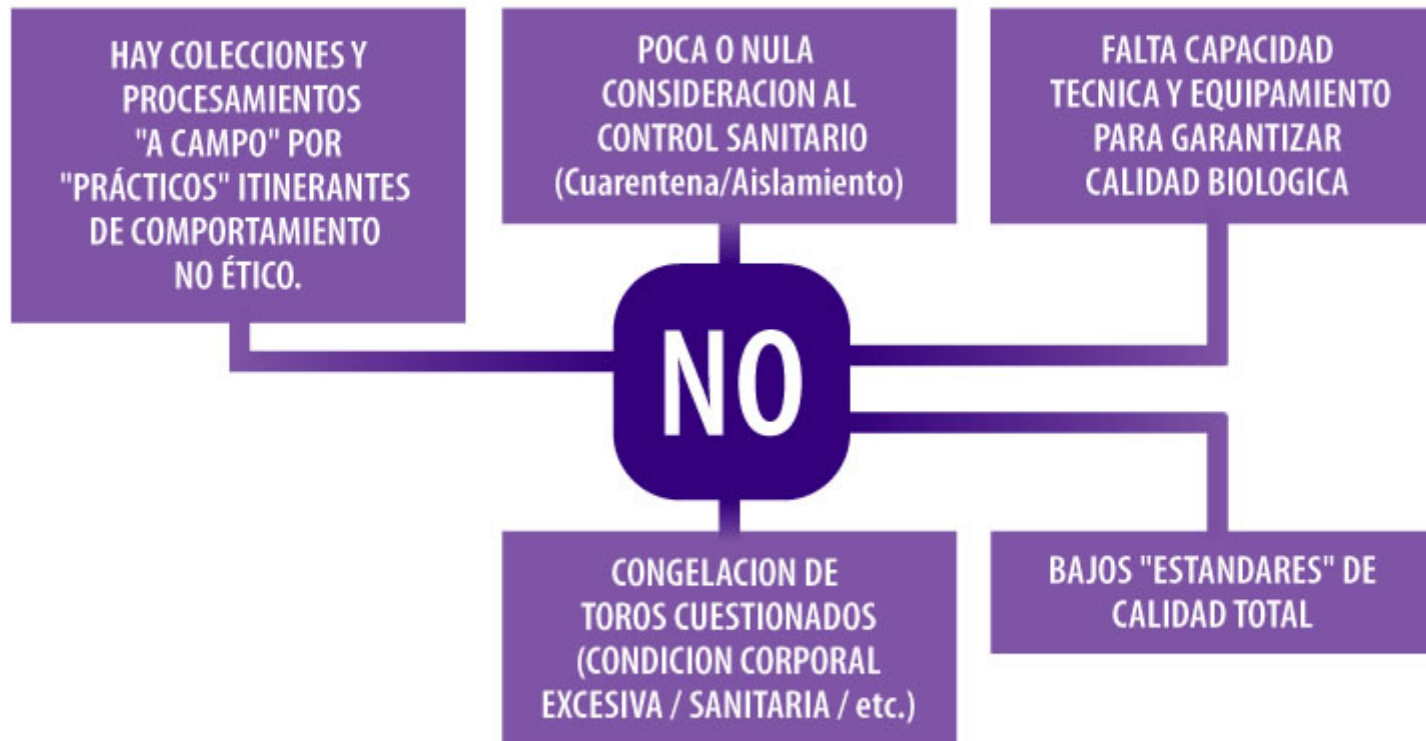 HAY COLECCIONES Y
PROCESAMIENTOS
"A CAMPO" POR
"PRÁCTICOS" ITINERANTES
DE COMPORTAMIENTO
NO ÉTICO.
POCA O NULA
CONSIDERACION AL
CONTROL SANITARIO
(Cuarentena/Aislamiento)
FALTA CAPACIDAD
TECNICA Y EQUIPAMIENTO
PARA GARANTIZAR
CALIDAD BIOLOGICA
NO
CONGELACION DE
TOROS CUESTIONADOS
(CONDICION CORPORAL
EXCESIVA / SANITARIA / etc.)
BAJOS "ESTANDARES" DE
CALIDAD TOTAL